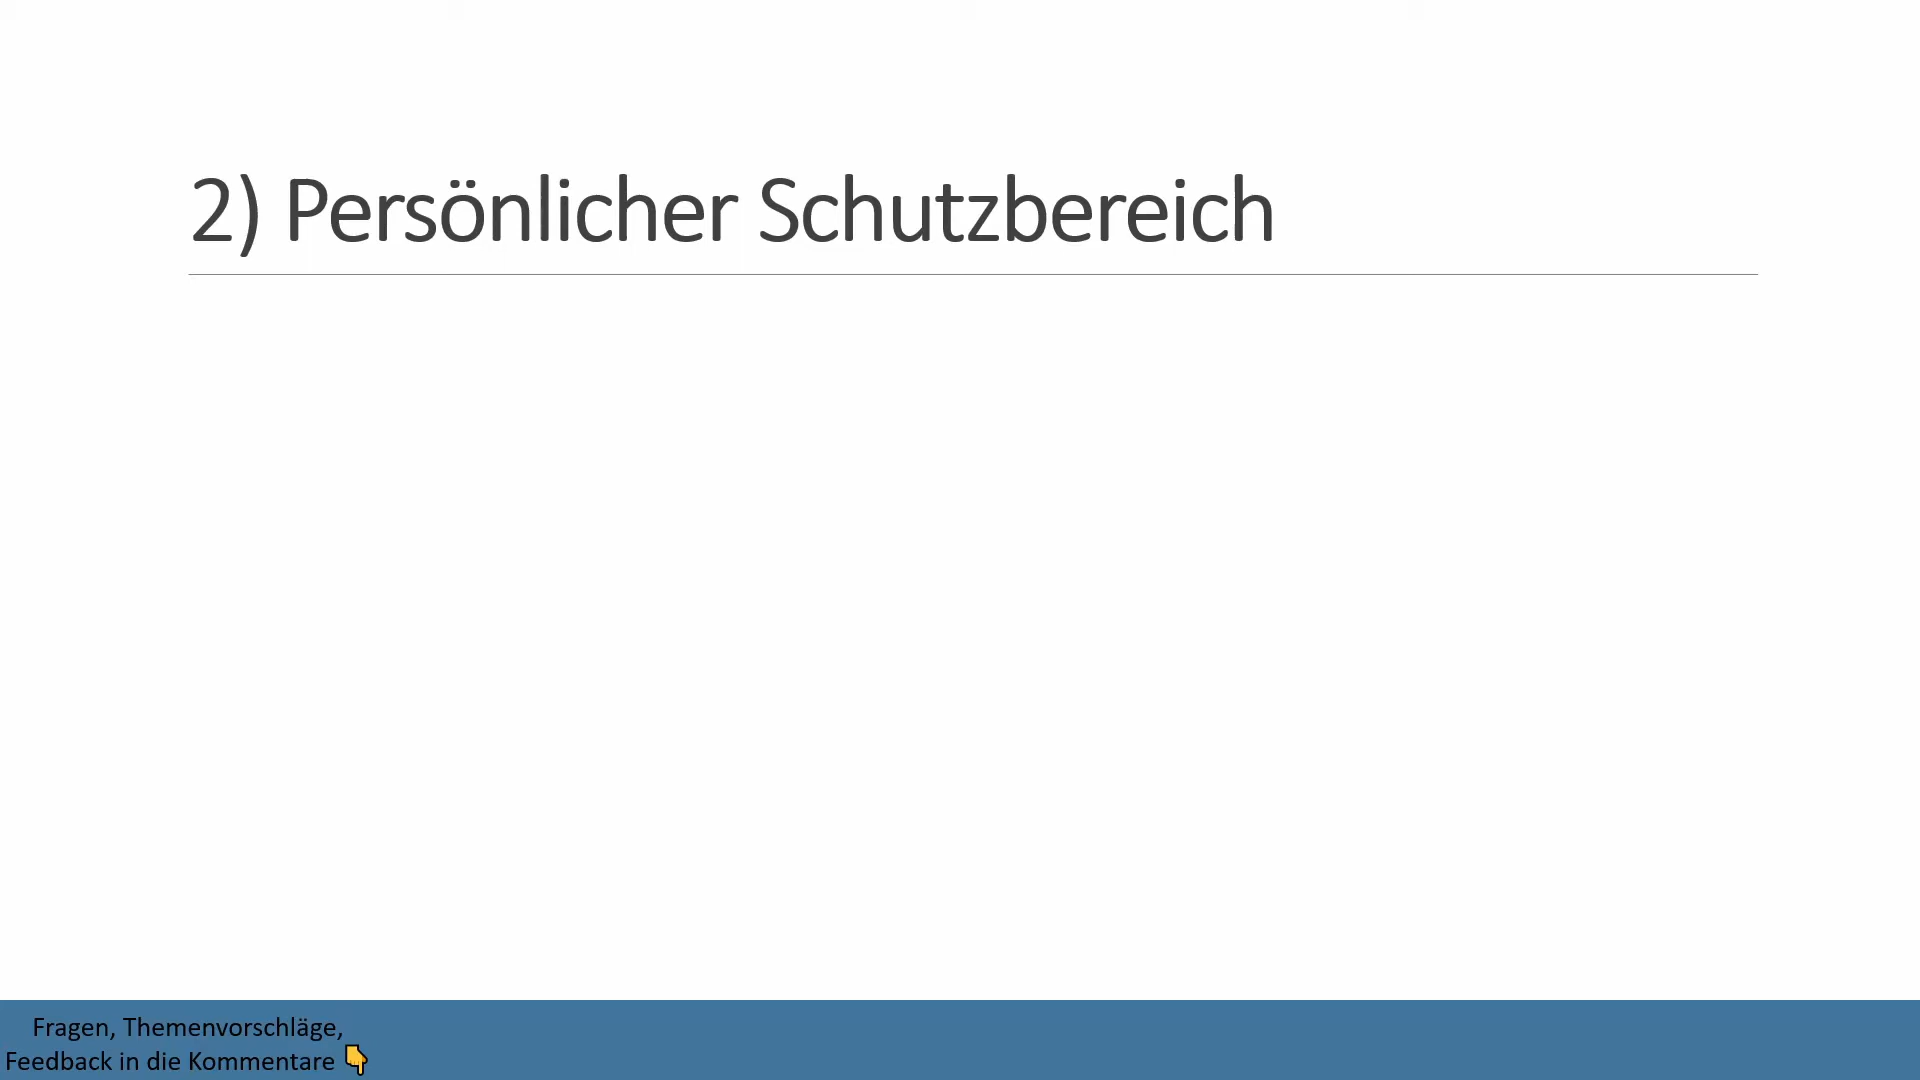 2) Persönlicher Schutzbereich
Fragen, Themenvorschläge,
Feedback in die Kommentare 👇